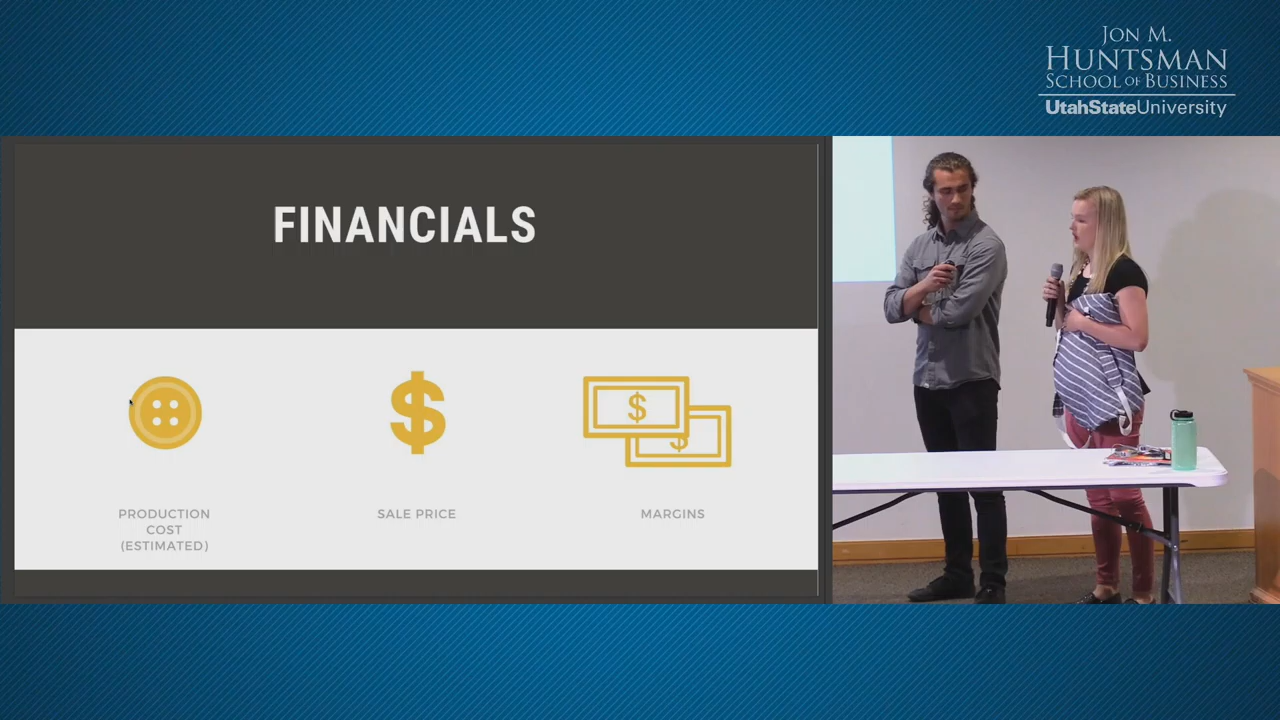 JON M.
HUNTSMAN
SCHOOL OF BUSINESS
UtahStateUniversity
FINANCIALS
$
$
$
PRODUCTION
COST
(ESTIMATED)
SALE PRICE
MARGINS